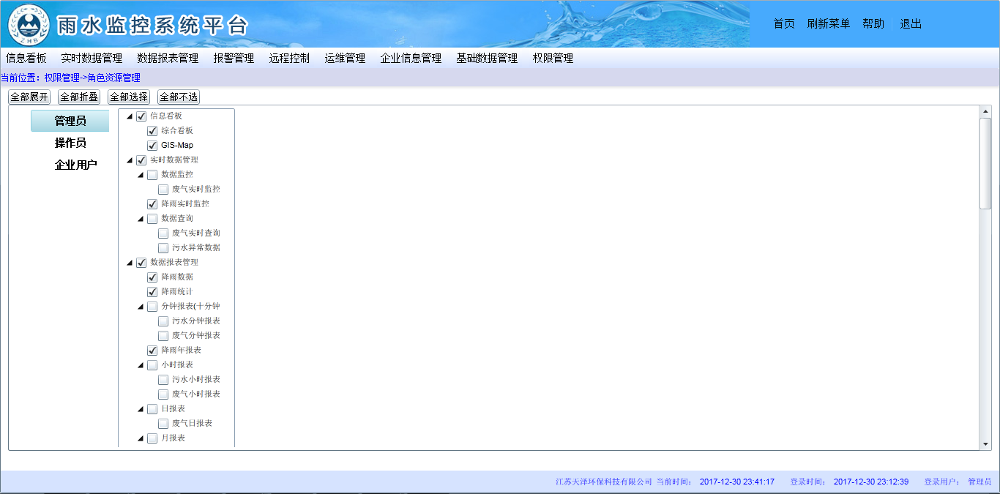 雨水监控系统平台
ZHB
首页 刷新菜单 帮助 退出
信息看板 实时数据管理 数据报表管理 报警管理 远程控制 运维管理 企业信息管理 基础数据管理 权限管理
当前位置：权限管理->角色资源管理
全部展开 全部折叠 全部选择 全部不选
管理员
操作员
企业用户
信息看板
综合看板
GIS-Map
实时数据管理
数据监控
废气实时监控
降雨实时监控
数据查询
废气实时查询
污水异常数据
数据报表管理
降雨数据
降雨统计
分钟报表(十分钟
污水分钟报表
废气分钟报表
降雨年报表
小时报表
污水小时报表
废气小时报表
日报表
废气日报表
月报表
江苏天泽环保科技有限公司 当前时间： 2017-12-30 23:41:17 登录时间： 2017-12-30 23:12:39 登录用户： 管理员